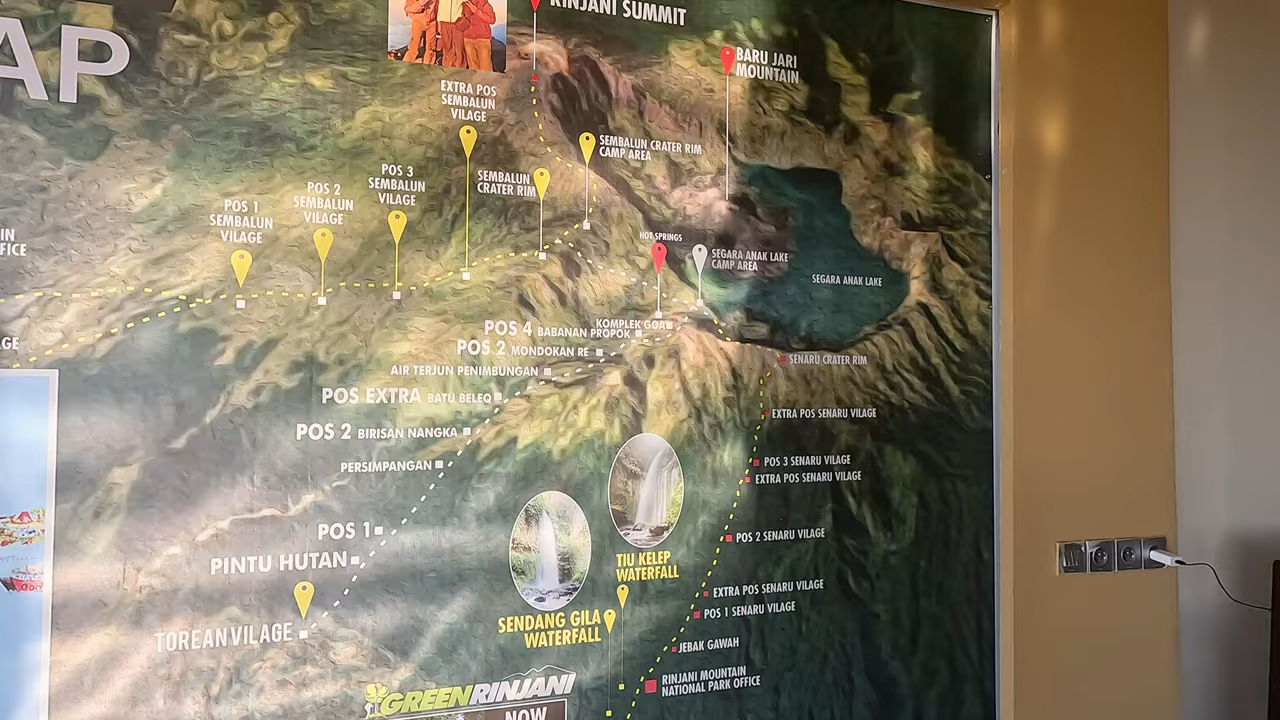 AP
RINJANI SUMMIT
BARU JARI
MOUNTAIN
EXTRA POS
SEMBALUN
VILAGE
SEMBALUN CRATER RIM
CAMP AREA
POS 3
SEMBALUN
VILAGE
SEMBALUN
CRATER RIM
POS 2
SEMBALUN
VILAGE
POS 1
SEMBALUN
VILAGE
IN
FFICE
HOT SPRINGS
SEGARA ANAK LAKE
CAMP AREA
SEGARA ANAK LAKE
KOMPLEK GOA
POS 4 BABANAN PROPOK
AGE
POS 2 MONDOKAN RE
SENARU CRATER RIM
AIR TERJUN PENIMBUNGAN
POS EXTRA BATU BELEQ
EXTRA POS SENARU VILAGE
POS 2 BIRISAN NANGKA
PERSIMPANGAN
POS 3 SENARU VILAGE
EXTRA POS SENARU VILAGE
POS 1
POS 2 SENARU VILAGE
PINTU HUTAN
TIU KELEP
WATERFALL
EXTRA POS SENARU VILAGE
POS 1 SENARU VILAGE
SENDANG GILA
WATERFALL
TOREAN VILAGE
JEBAK GAWAH
RINJANI MOUNTAIN
NATIONAL PARK OFFICE
GREENRINJANI
NOW